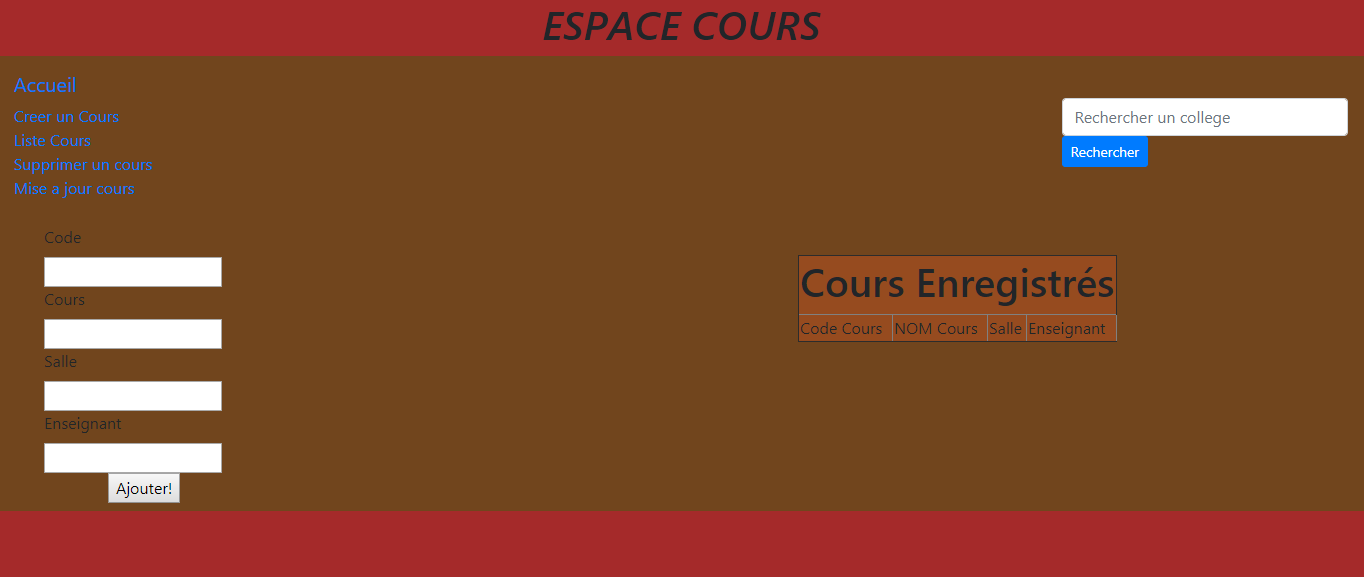 ESPACE COURS
Accueil
Creer un Cours
Liste Cours
Supprimer un cours
Mise a jour cours
Rechercher un college
Rechercher
Code
Cours
Salle
Enseignant
Ajouter!
Cours Enregistrés
Code Cours NOM Cours Salle Enseignant